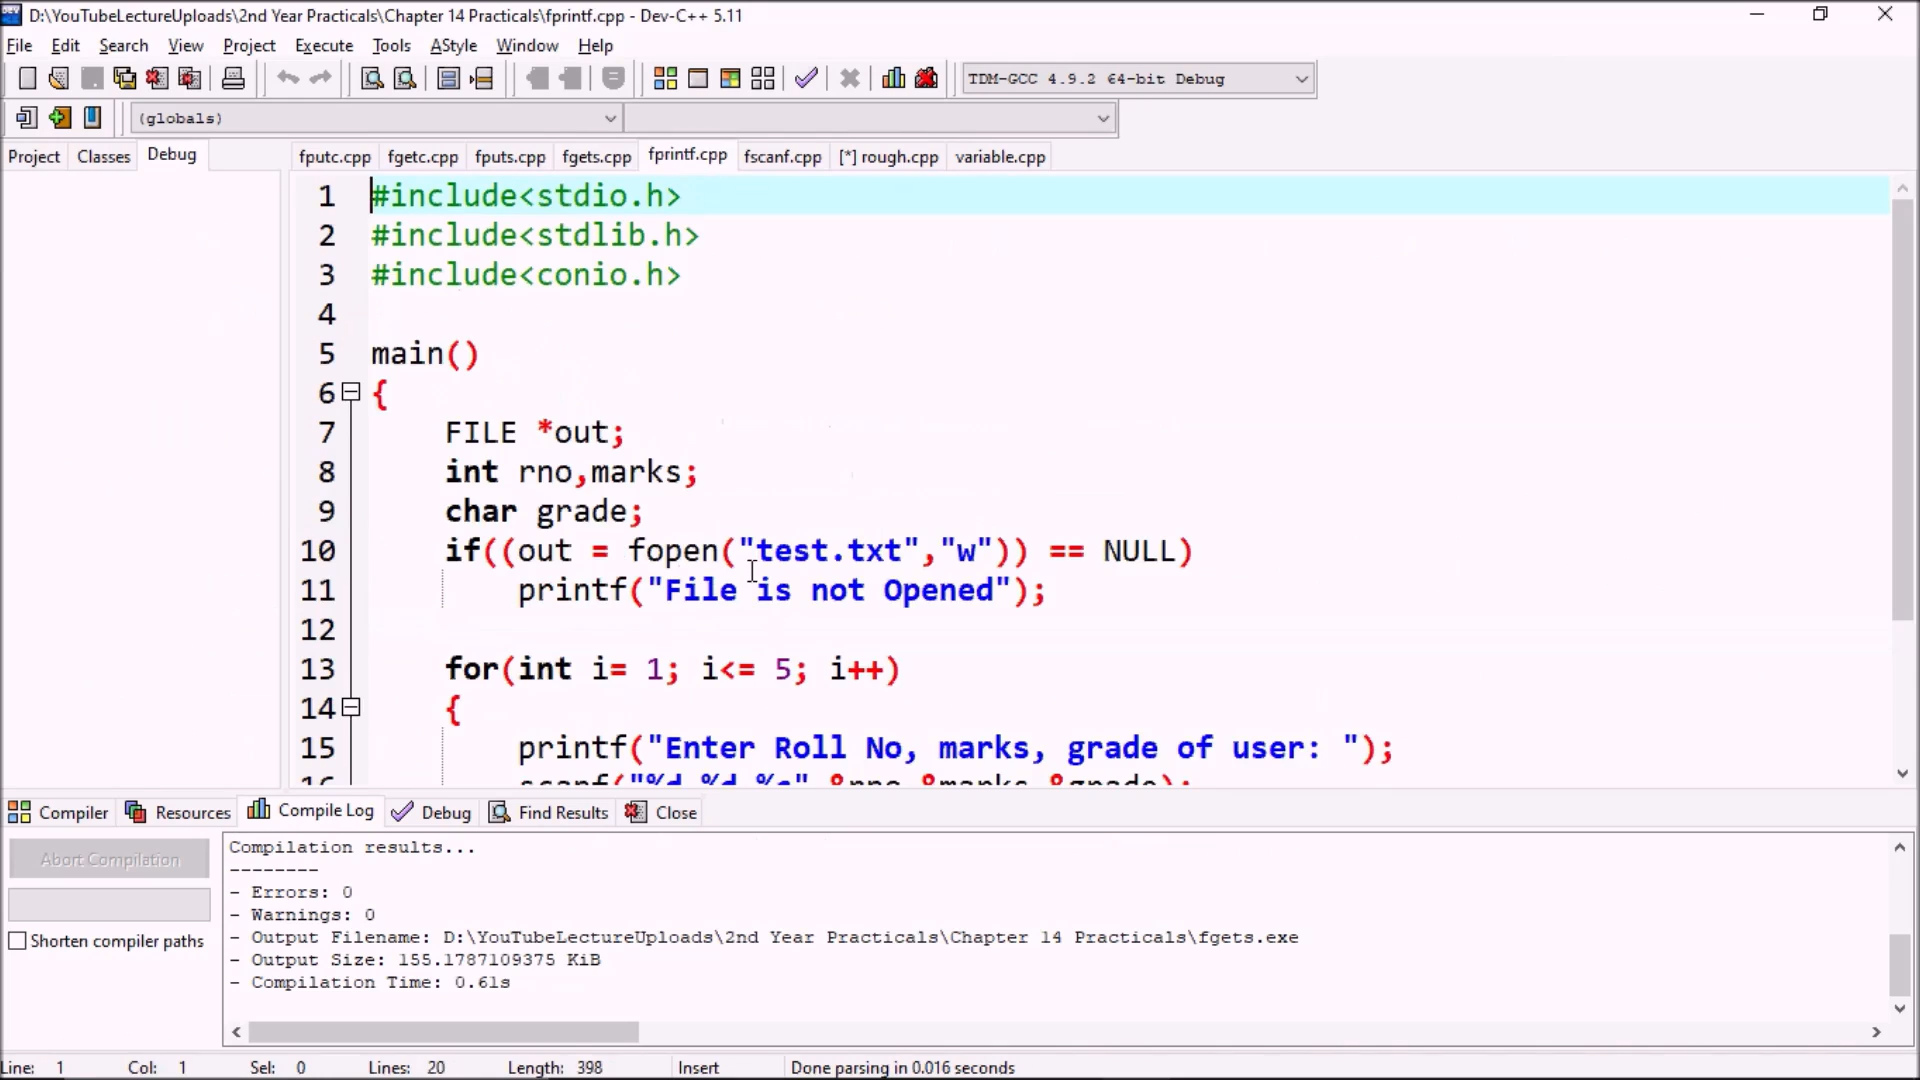 D:\YouTubeLectureUploads\2nd Year Practicals\Chapter 14 Practicals\fprintf.cpp - Dev-C++ 5.11
File Edit Search View Project Execute Tools AStyle Window Help
TDM-GCC 4.9.2 64-bit Debug
(globals)
Project Classes Debug
fputc.cpp fgetc.cpp fputs.cpp fgets.cpp fprintf.cpp fscanf.cpp [*] rough.cpp variable.cpp
1 #include<stdio.h>
2 #include<stdlib.h>
3 #include<conio.h>
4
5 main()
6 {
7 FILE *out;
8 int rno,marks;
9 char grade;
10 if((out = fopen("test.txt","w")) == NULL)
11 printf("File is not Opened");
12
13 for(int i= 1; i<= 5; i++)
14 {
15 printf("Enter Roll No, marks, grade of user: ");
16 scanf("%d %d %c",&rno,&marks,&grade);
Compiler Resources Compile Log Debug Find Results Close
Abort Compilation
Shorten compiler paths
Compilation results...
--------
- Errors: 0
- Warnings: 0
- Output Filename: D:\YouTubeLectureUploads\2nd Year Practicals\Chapter 14 Practicals\fgets.exe
- Output Size: 155.1787109375 KiB
- Compilation Time: 0.61s
Line: 1 Col: 1 Sel: 0 Lines: 20 Length: 398 Insert Done parsing in 0.016 seconds